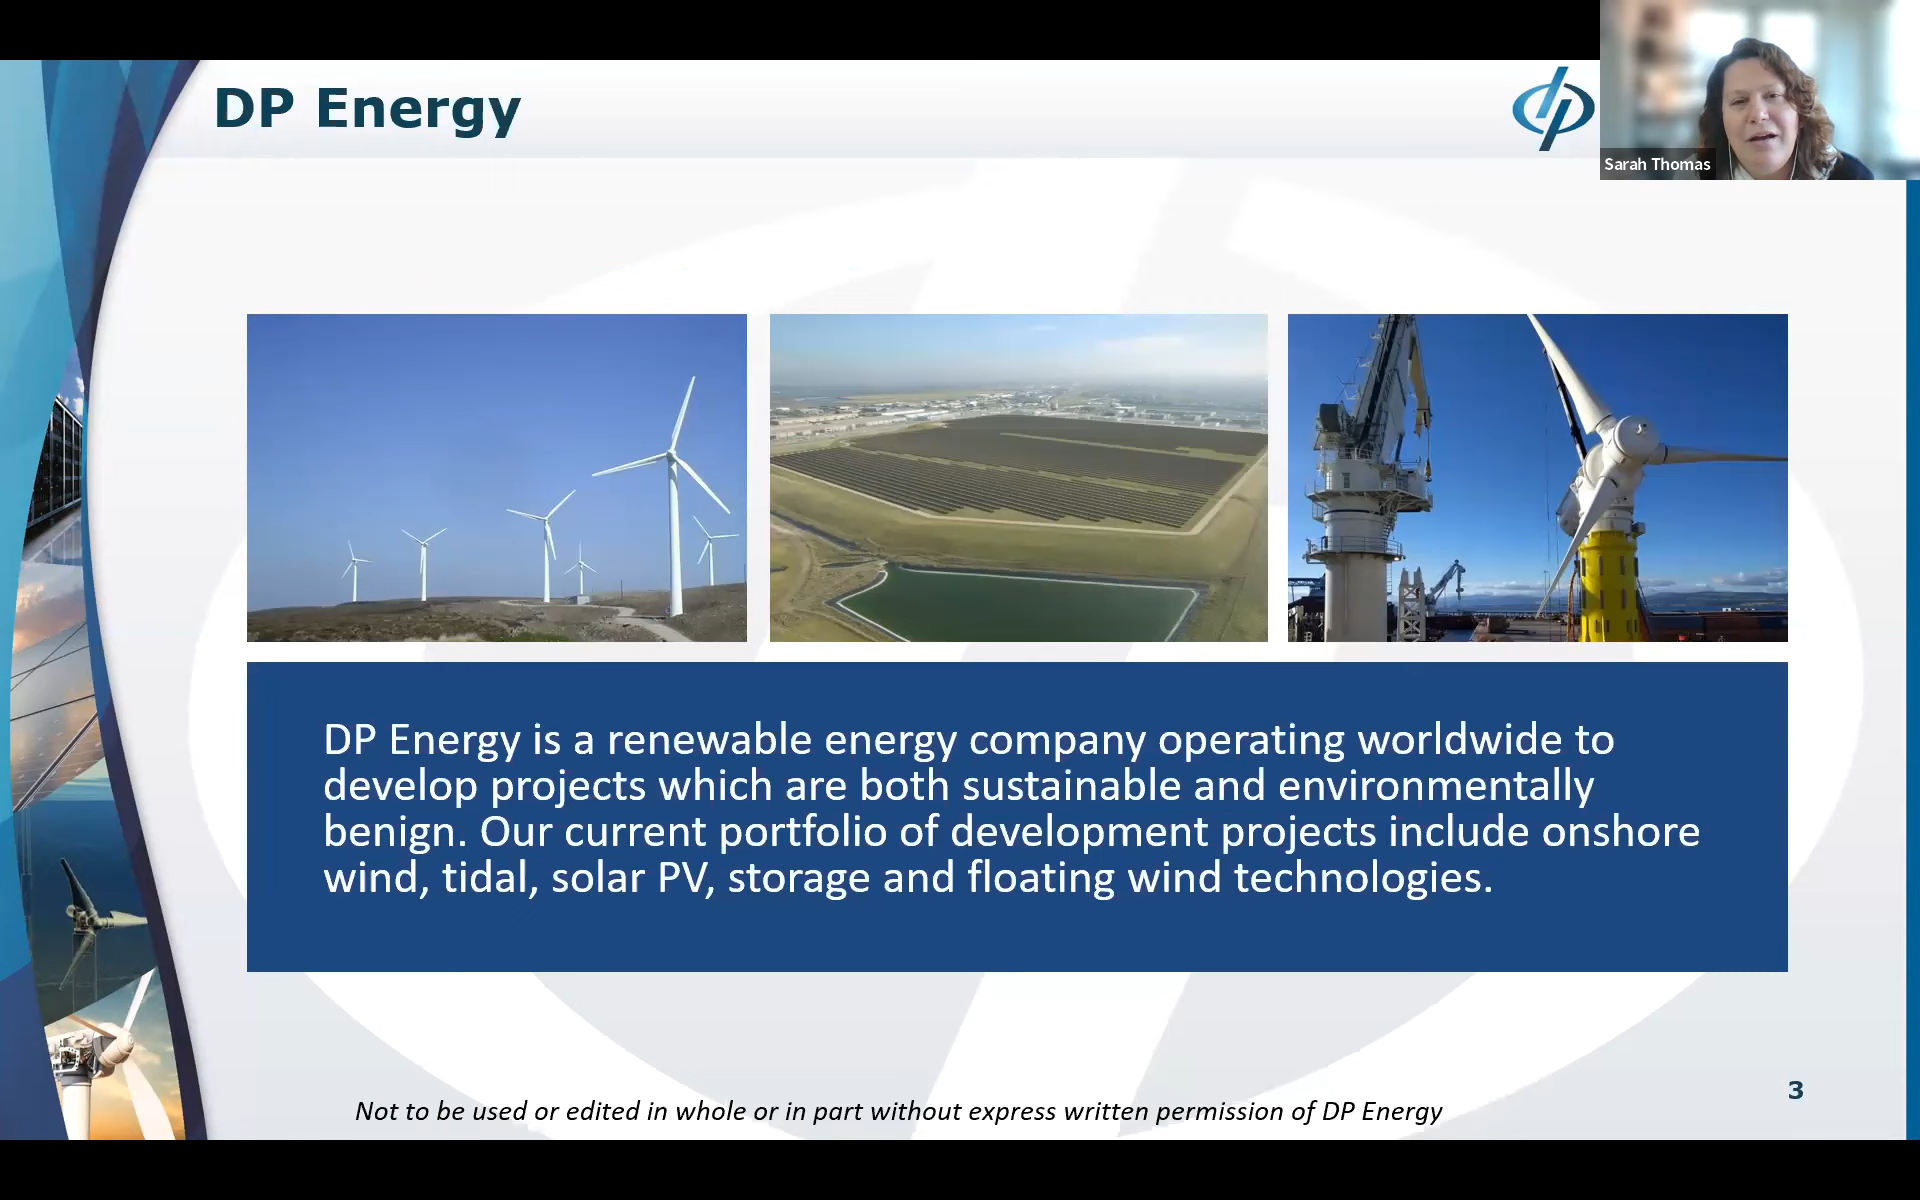 DP Energy
Sarah Thomas
DP Energy is a renewable energy company operating worldwide to
develop projects which are both sustainable and environmentally
benign. Our current portfolio of development projects include onshore
wind, tidal, solar PV, storage and floating wind technologies.
3
Not to be used or edited in whole or in part without express written permission of DP Energy